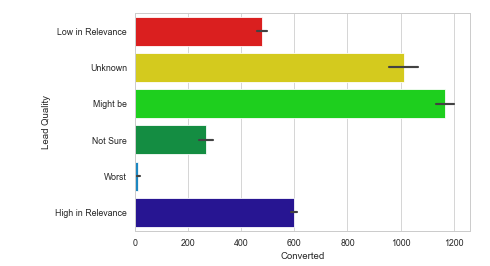 Low in Relevance
Unknown
Might be
Not Sure
Worst
High in Relevance
Lead Quality
0 200 400 600 800 1000 1200
Converted